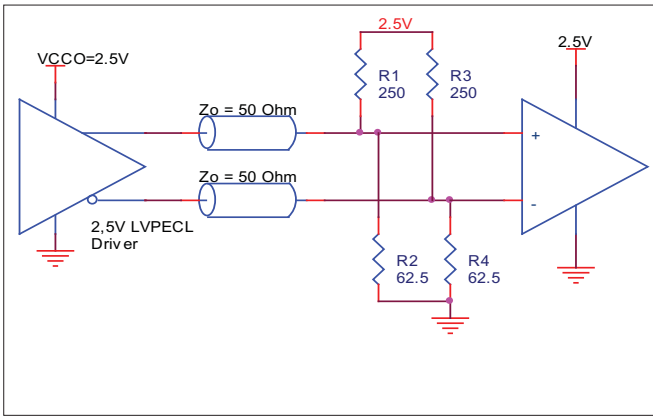 2.5V
VCCO=2.5V
2.5V
R1
250
R3
250
Zo = 50 Ohm
+
Zo = 50 Ohm
-
2,5V LVPECL
Driver
R2
62.5
R4
62.5